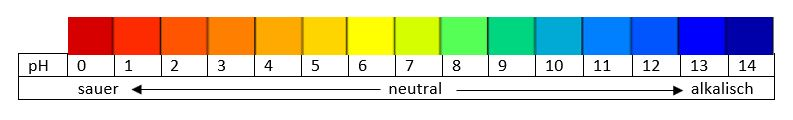 pH 0 1 2 3 4 5 6 7 8 9 10 11 12 13 14
sauer neutral alkalisch